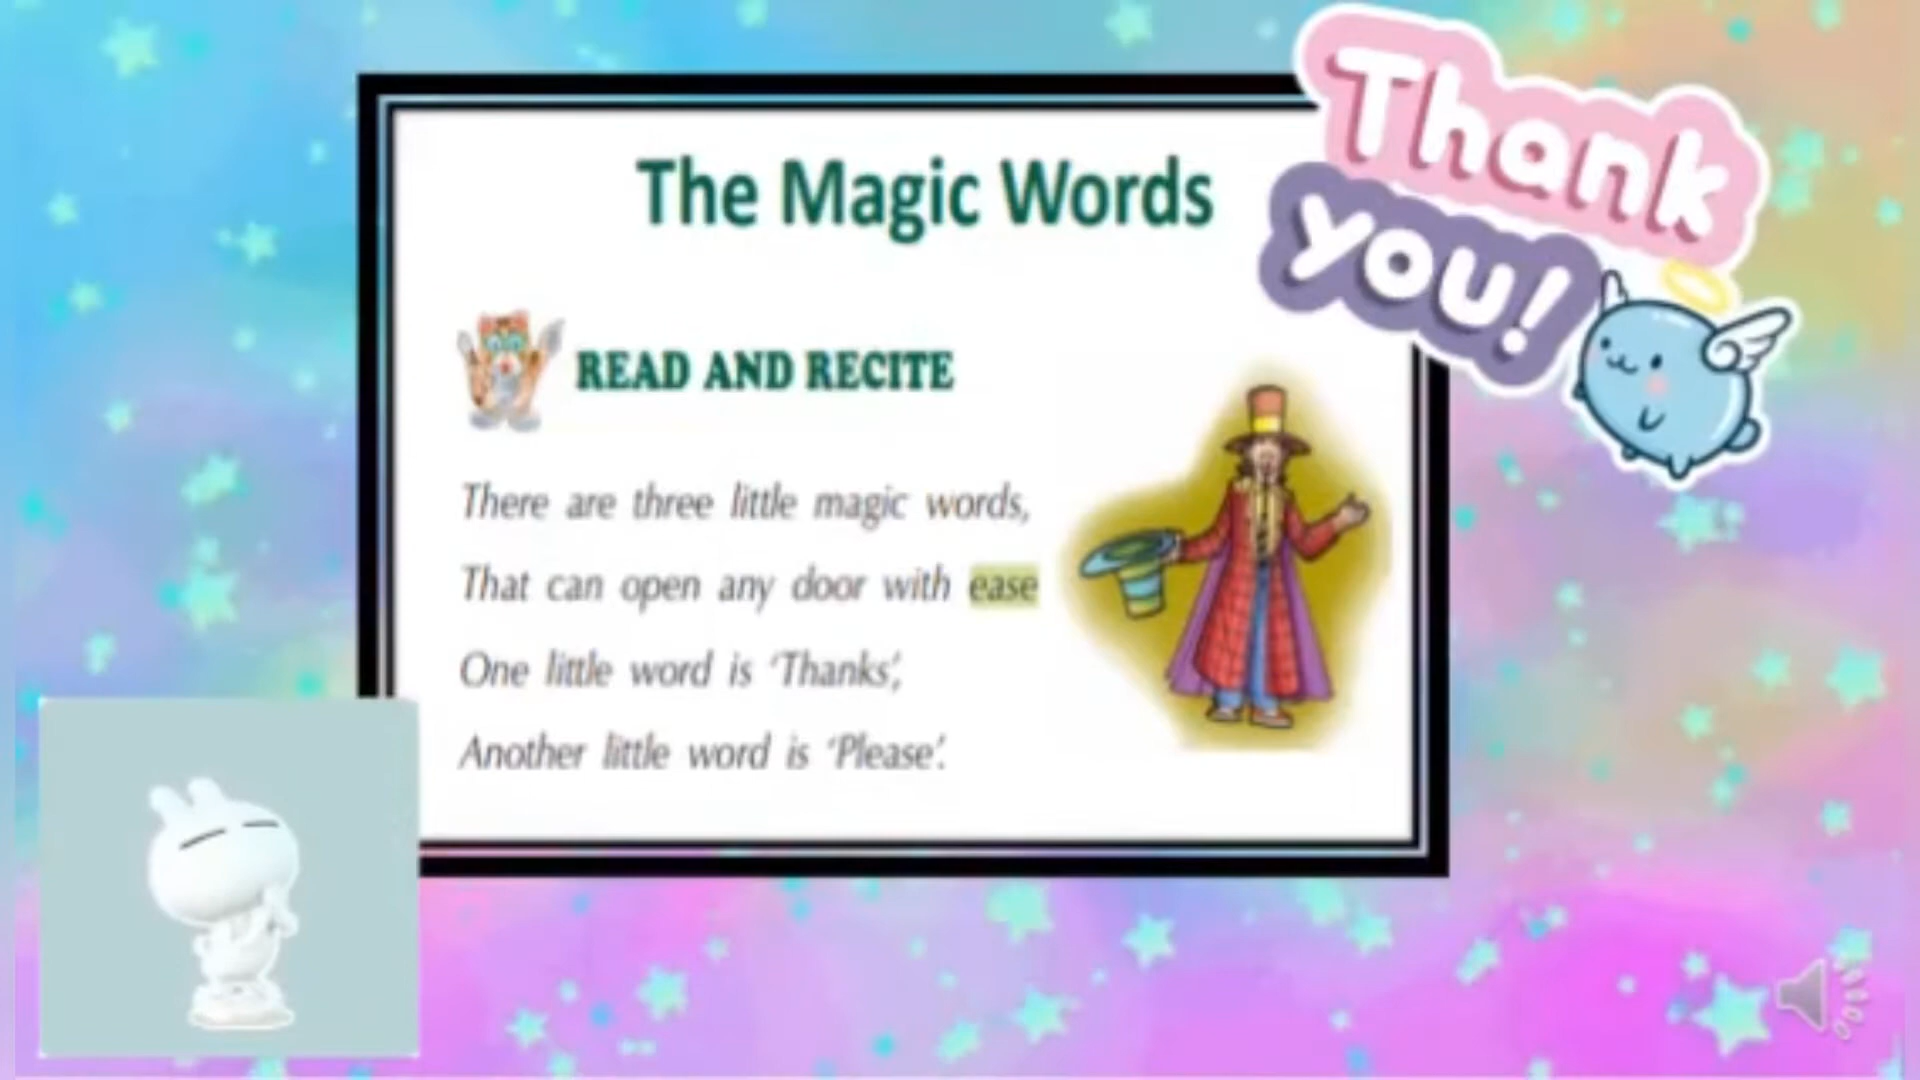 The Magic Words
Thank
you!
READ AND RECITE
There are three little magic words,
That can open any door with ease
One little word is ‘Thanks’,
Another little word is ‘Please’.